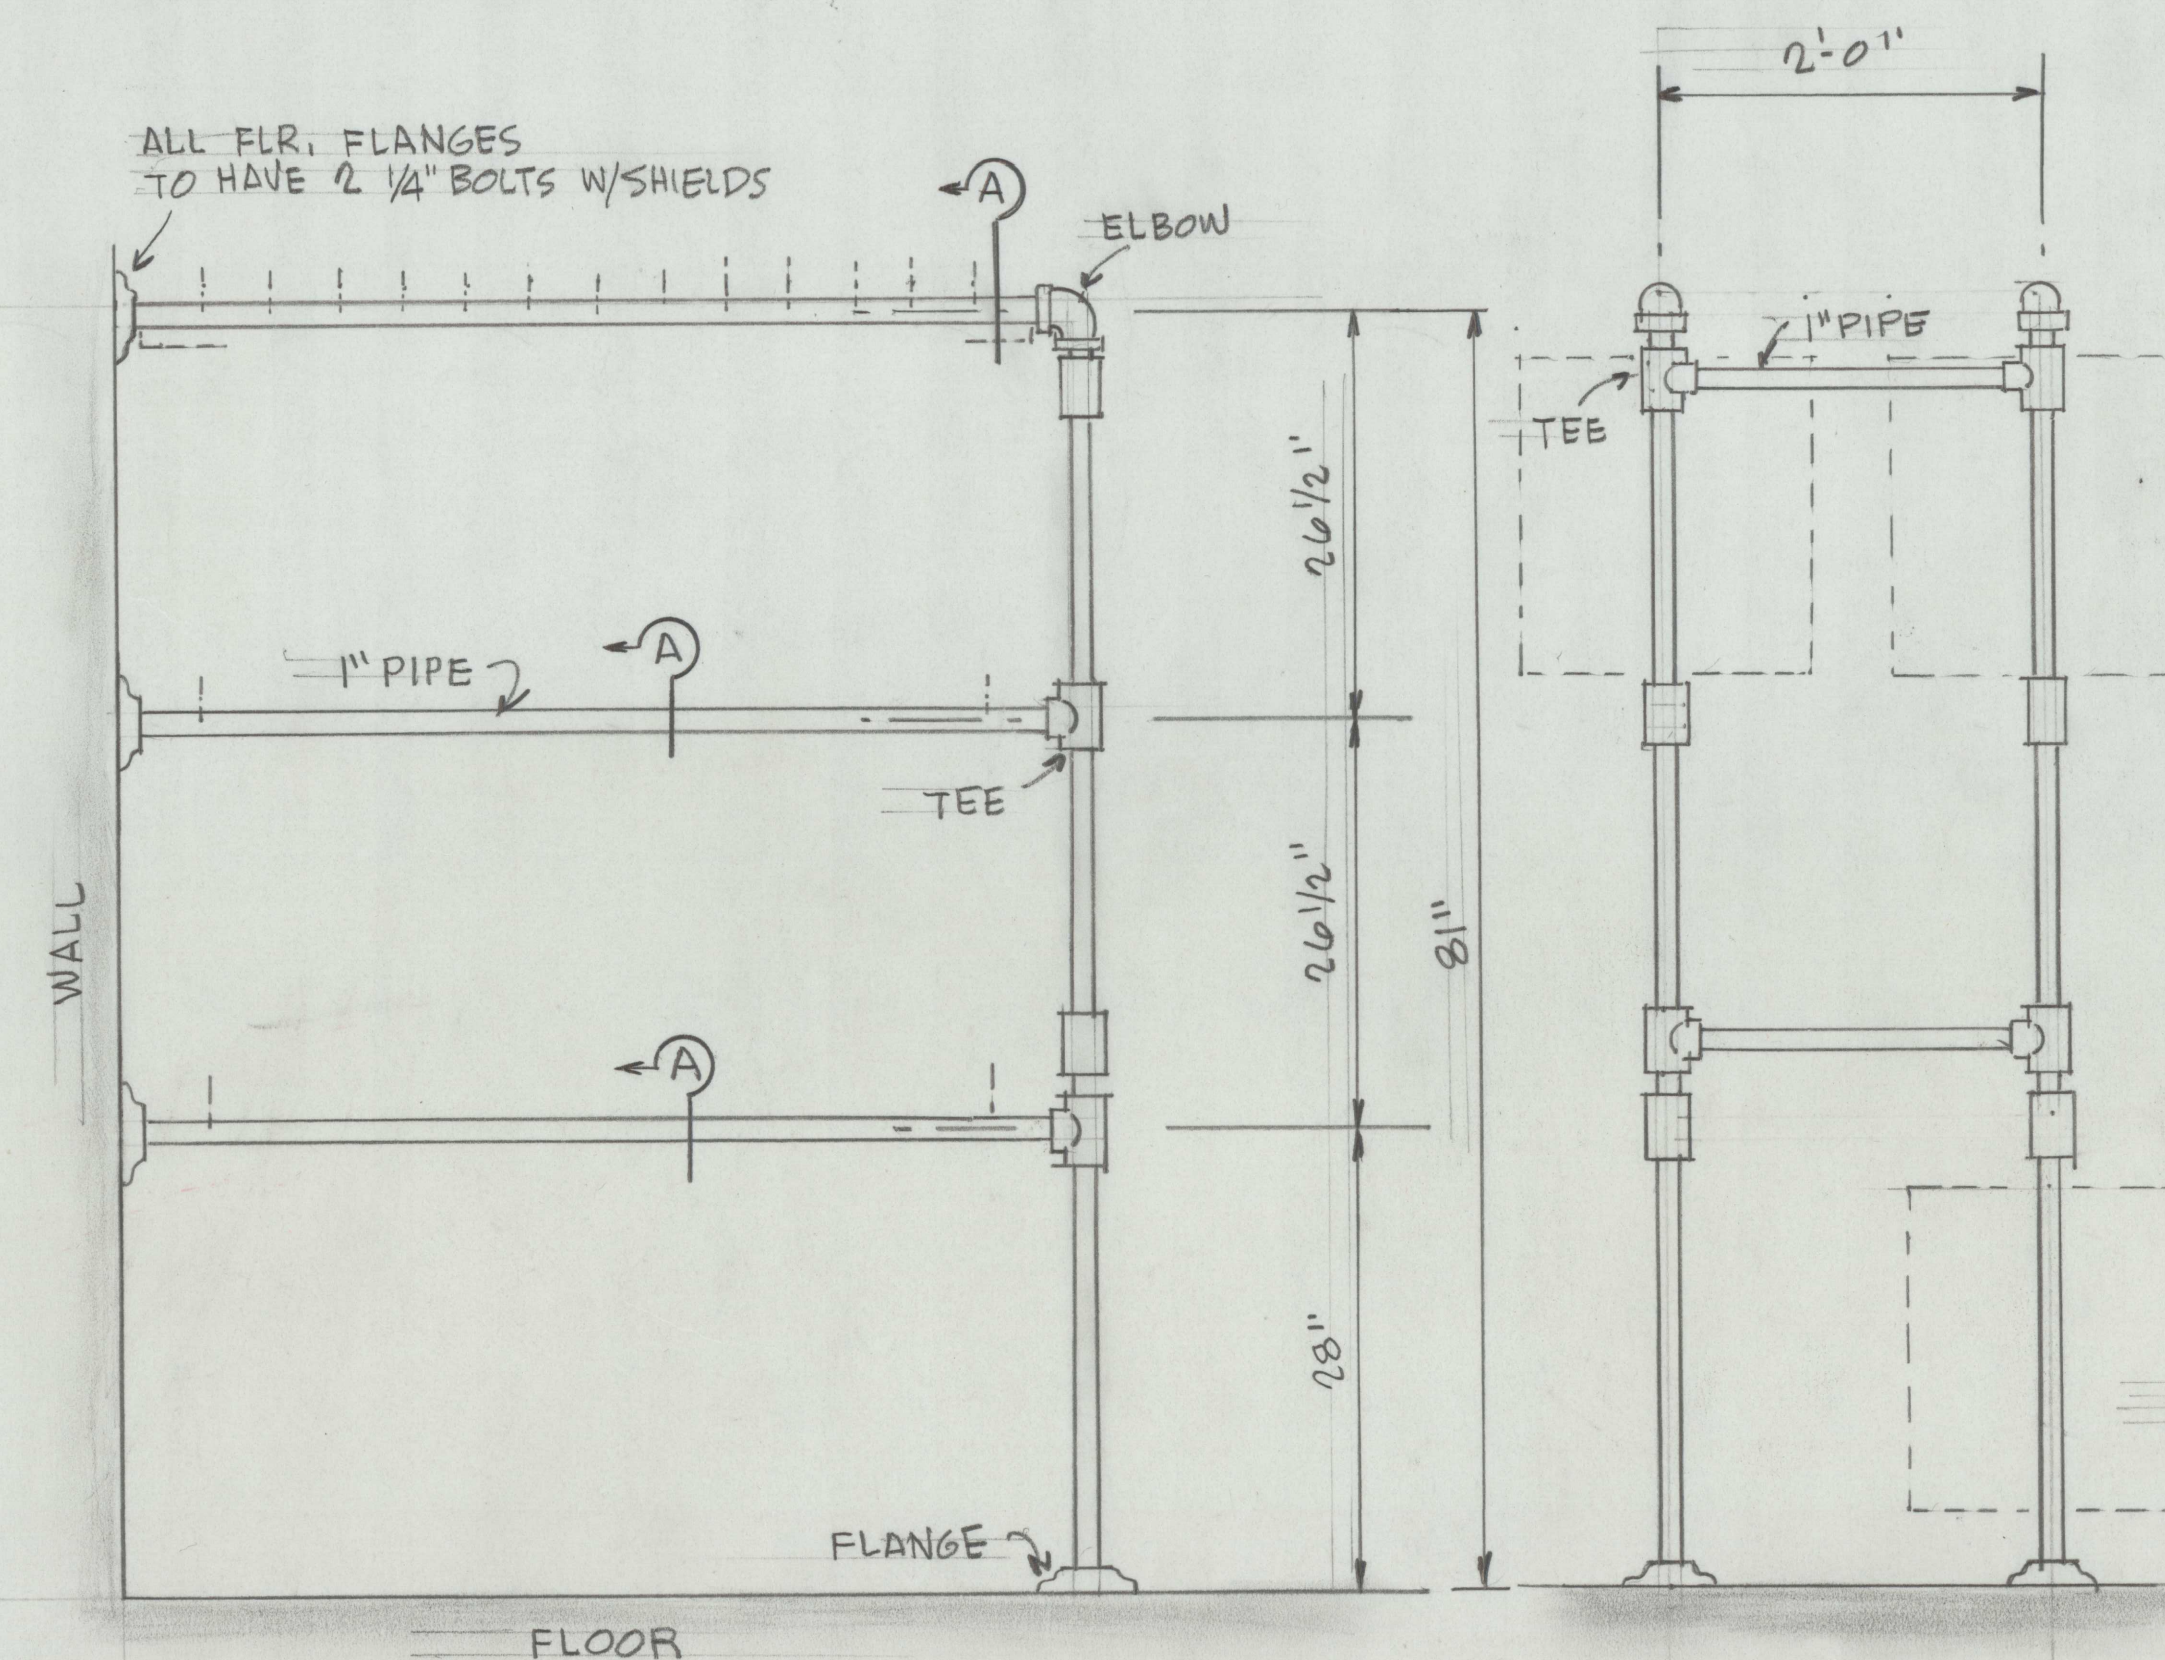 2'-0"
ALL FLR. FLANGES
TO HAVE 2 1/4" BOLTS W/SHIELDS
A
ELBOW
1" PIPE
TEE
26 1/2"
A
1" PIPE
TEE
26 1/2"
81"
WALL
A
28"
FLANGE
FLOOR